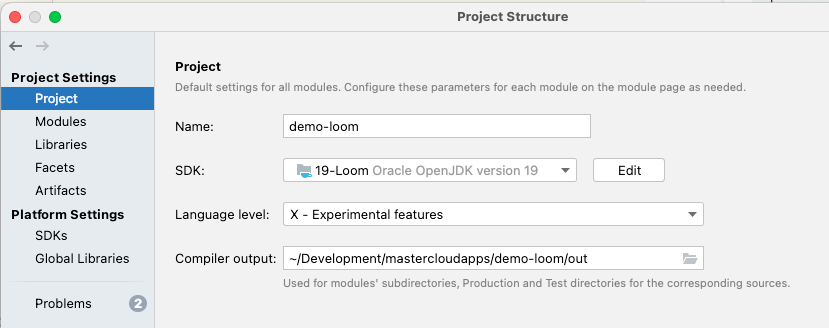 Project Structure
Project Settings
Project
Modules
Libraries
Facets
Artifacts
Platform Settings
SDKs
Global Libraries
Problems 2
Project
Default settings for all modules. Configure these parameters for each module on the module page as needed.
Name: demo-loom
SDK: 19-Loom Oracle OpenJDK version 19 Edit
Language level: X - Experimental features
Compiler output: ~/Development/mastercloudapps/demo-loom/out
Used for modules' subdirectories, Production and Test directories for the corresponding sources.